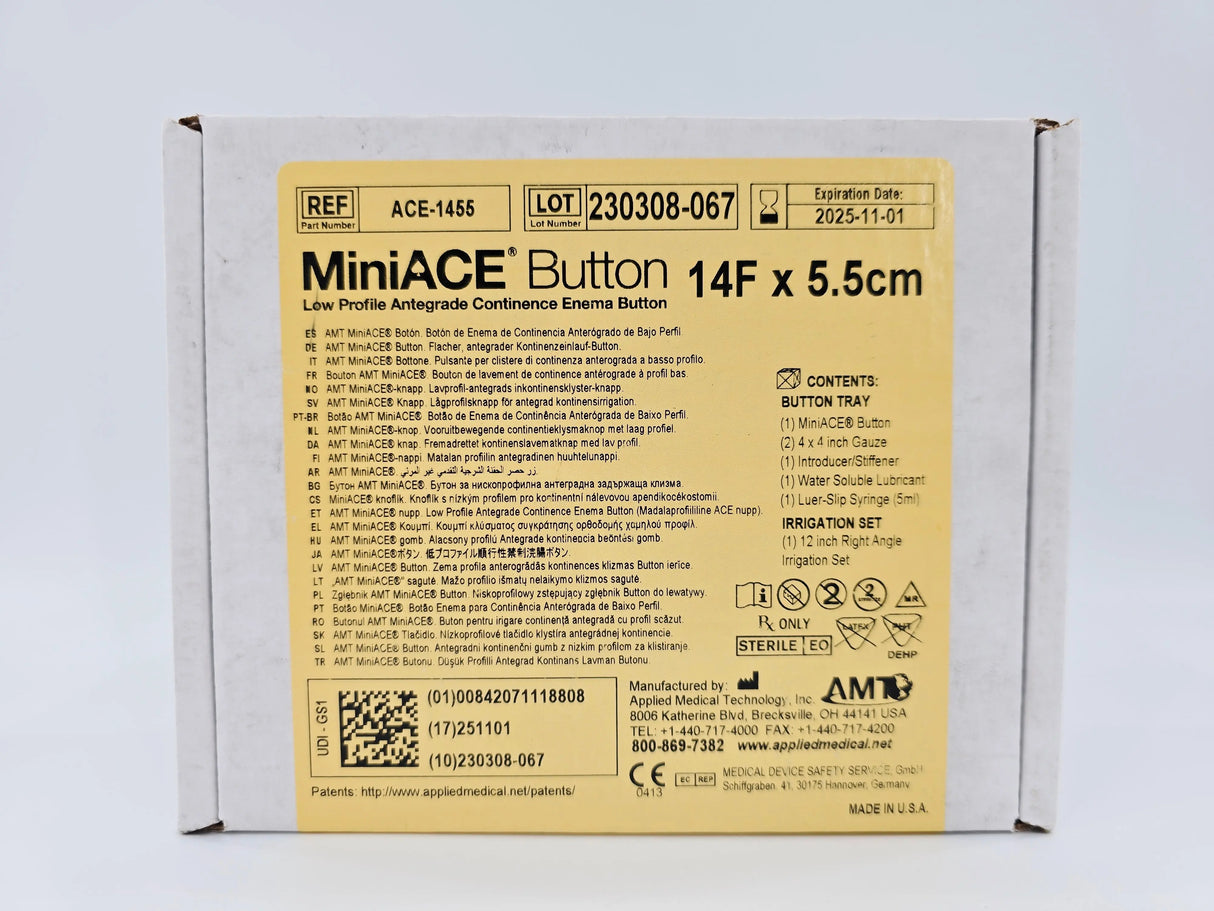 REF
Part Number
ACE-1455
LOT
Lot Number
230308-067
Expiration Date:
2025-11-01
MiniACE® Button 14F x 5.5cm
Low Profile Antegrade Continence Enema Button
ES AMT MiniACE® Botón. Botón de Enema de Continencia Anterógrado de Bajo Perfil.
DE AMT MiniACE® Button. Flacher, antegrader Kontinenzeinlauf-Button.
IT AMT MiniACE® Bottone. Pulsante per clistere di continenza anterograda a basso profilo.
FR Bouton AMT MiniACE® Bouton de lavement de continence antérograde à profil bas.
NO AMT MiniACE®-knapp. Lavprofil-antegrads inkontinensklyster-knapp.
SV AMT MiniACE® Knapp. Lågprofilsknapp för antegrad kontinensirrigation.
PT-BR Botão AMT MiniACE® Botão de Enema de Continência Anterógrada de Baixo Perfil.
NL AMT MiniACE®-knop. Vooruitbewegende continentieklysmaknop met laag profiel.
DA AMT MiniACE® knap. Fremadrettet kontinenslavematknap med lav profil.
FI AMT MiniACE®-nappi. Matalan profiilin antegradinen huuhtelunappi.
AR AMT MiniACE® زر حصر الحقنة الشرجية التقدمي غير المرئي.
BG Бутон AMT MiniACE®. Бутон за нископрофилна антеградна задържаща клизма.
CS MiniACE® knoflík. Knoflík s nízkým profilem pro kontinentní nálevovou apendikocékostomii.
ET AMT MiniACE® nupp. Low Profile Antegrade Continence Enema Button (Madalaprofiililine ACE nupp).
EL AMT MiniACE® Κουμπί. Κουμπί κλύσματος συγκράτησης ορθοδομής χαμηλού προφίλ.
HU AMT MiniACE® gomb. Alacsony profilú Antegrade kontinencia beöntési gomb.
JA AMT MiniACE®ボタン. 低プロファイル順行性禁制浣腸ボタン.
LV AMT MiniACE® Button. Zema profila anterogrādās kontinences klizmas Button ierīce.
LT „AMT MiniACE®“ sagutė. Mažo profilio išmatų nelaikymo klizmos sagutė.
PL Zgłębnik AMT MiniACE® Button. Niskoprofilowy zstępujący zgłębnik Button do lewatywy.
PT Botão MiniACE®. Botão Enema para Continência Anterógrada de Baixo Perfil.
RO Butonul AMT MiniACE®. Buton pentru irigare continență antegradă cu profil scăzut.
SK AMT MiniACE® Tlačidlo. Nízkoprofilové tlačidlo klystíra antegrádnej kontinencie.
SL AMT MiniACE® Button. Antegradni kontinenčni gumb z nizkim profilom za klistiranje.
TR AMT MiniACE® Butonu. Düşük Profilli Antegrad Kontinans Lavman Butonu.
CONTENTS:
BUTTON TRAY
(1) MiniACE® Button
(2) 4 x 4 inch Gauze
(1) Introducer/Stiffener
(1) Water Soluble Lubricant
(1) Luer-Slip Syringe (5ml)
IRRIGATION SET
(1) 12 inch Right Angle
Irrigation Set
MR
Rx ONLY
STERILE EO
LATEX
PHT
DEHP
UDI - GS1
(01)00842071118808
(17)251101
(10)230308-067
Patents: http://www.appliedmedical.net/patents/
Manufactured by:
AMT
Applied Medical Technology, Inc.
8006 Katherine Blvd, Brecksville, OH 44141 USA
TEL: +1-440-717-4000 FAX: +1-440-717-4200
800-869-7382 www.appliedmedical.net
CE
0413
EC REP
MEDICAL DEVICE SAFETY SERVICE, GmbH
Schiffgraben 41, 30175 Hannover, Germany
MADE IN U.S.A.